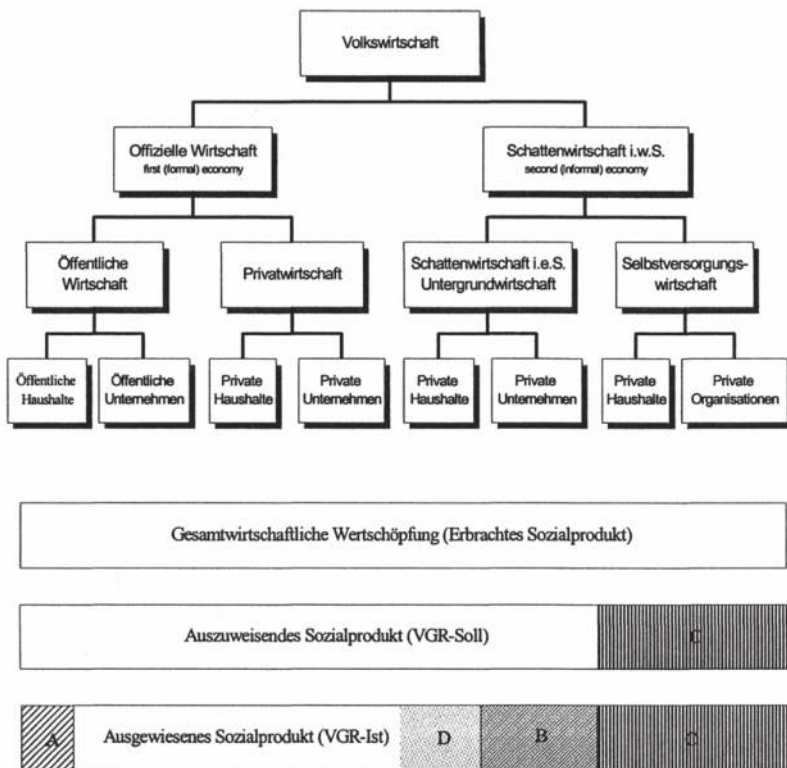 Volkswirtschaft
Offizielle Wirtschaft
first (formal) economy
Schattenwirtschaft i.w.S.
second (informal) economy
Öffentliche
Wirtschaft
Privatwirtschaft
Schattenwirtschaft i.e.S.
Untergrundwirtschaft
Selbstversorgungs-
wirtschaft
Öffentliche
Haushalte
Öffentliche
Unternehmen
Private
Haushalte
Private
Unternehmen
Private
Haushalte
Private
Unternehmen
Private
Haushalte
Private
Organisationen
Gesamtwirtschaftliche Wertschöpfung (Erbrachtes Sozialprodukt)
Auszuweisendes Sozialprodukt (VGR-Soll)
C
A
Ausgewiesenes Sozialprodukt (VGR-Ist)
D
B
C